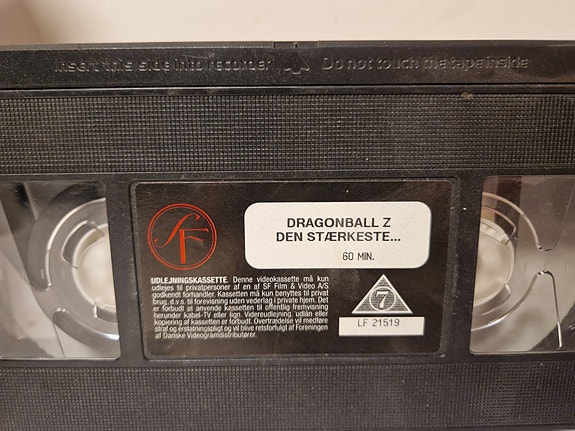 Insert this side into recorder Do not touch the tape inside
SF
DRAGONBALL Z
DEN STÆRKESTE...
60 MIN.
UDLEJNINGSKASSETTE. Denne videokassette må kun
udlejes til privatpersoner af en af SF Film & Video A/S
godkendt forhandler. Kassetten må kun benyttes til privat
brug, d.v.s. til forevisning uden vederlag i private hjem. Det
er forbudt at anvende kassetten til offentlig fremvisning
herunder kabel-TV eller lign. Videreudlejning, udlån eller
kopiering af kassetten er forbudt. Overtrædelse vil medføre
straf og erstatningspligt og vil blive retsforfulgt af Foreningen
af Danske Videogramdistributører.
7
LF 21519